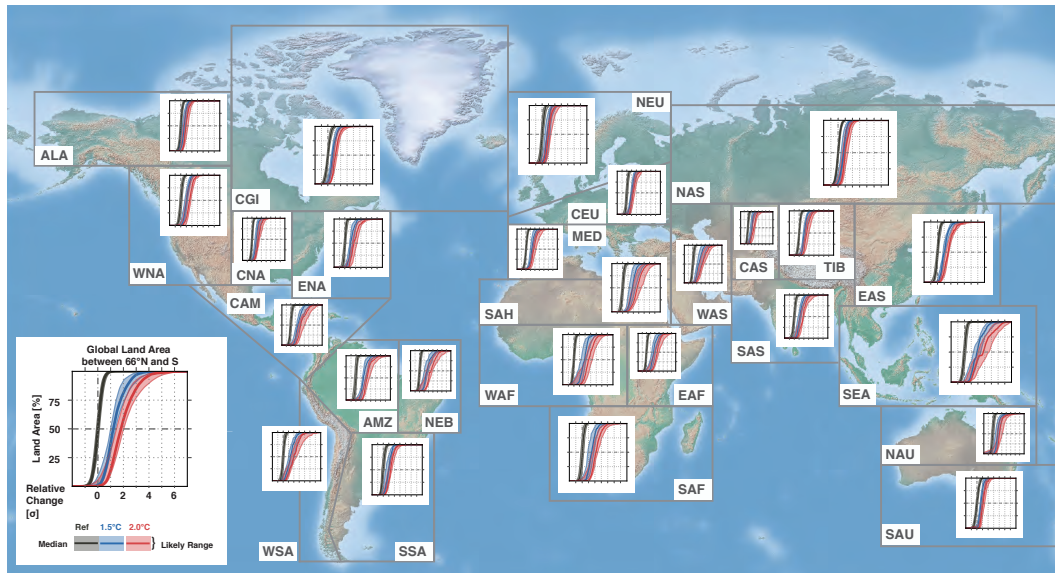 NEU
ALA
CGI
NAS
CEU
MED
WNA
CNA
ENA
CAS
TIB
CAM
EAS
SAH
WAS
SAS
WAF
EAF
SEA
AMZ
NEB
NAU
SAF
SAU
WSA
SSA
Global Land Area
between 66°N and S
Land Area [%]
75
50
25
Relative
Change
[σ]
0 2 4 6
Ref 1.5°C 2.0°C
Median } Likely Range